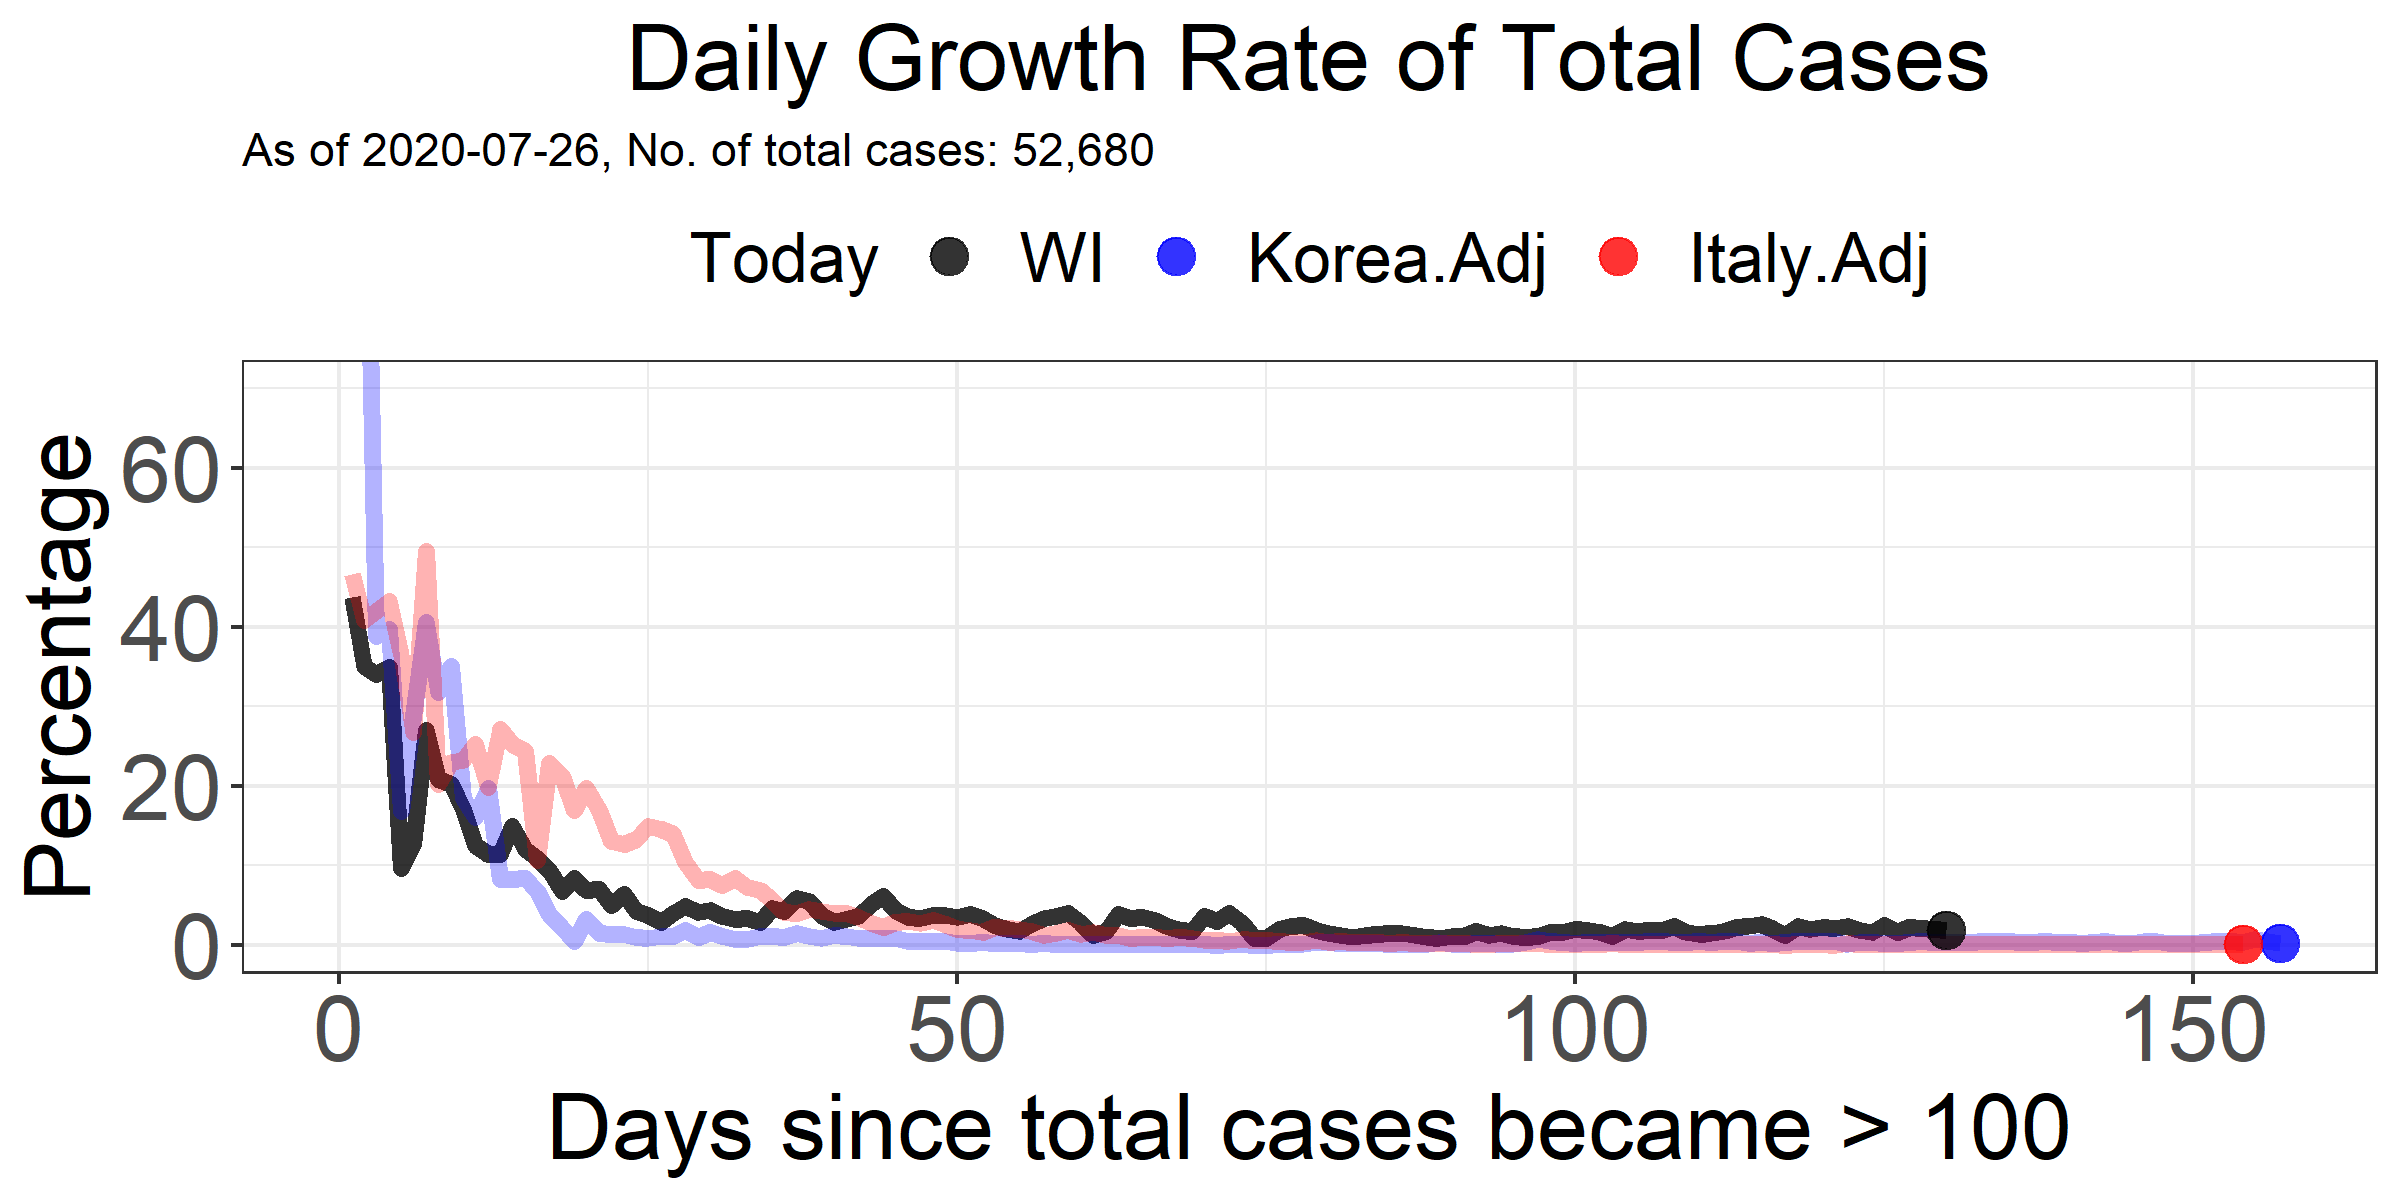 Daily Growth Rate of Total Cases
As of 2020-07-26, No. of total cases: 52,680
Today WI Korea.Adj Italy.Adj
Percentage
60
40
20
0
0 50 100 150
Days since total cases became > 100